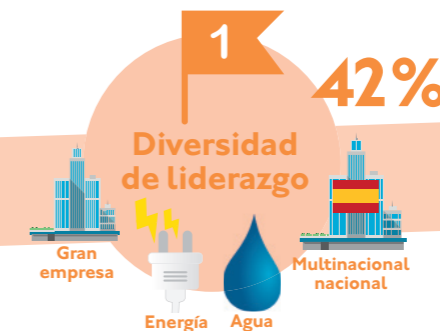 1
42%
Diversidad
de liderazgo
Gran
empresa
Multinacional
nacional
Energía
Agua